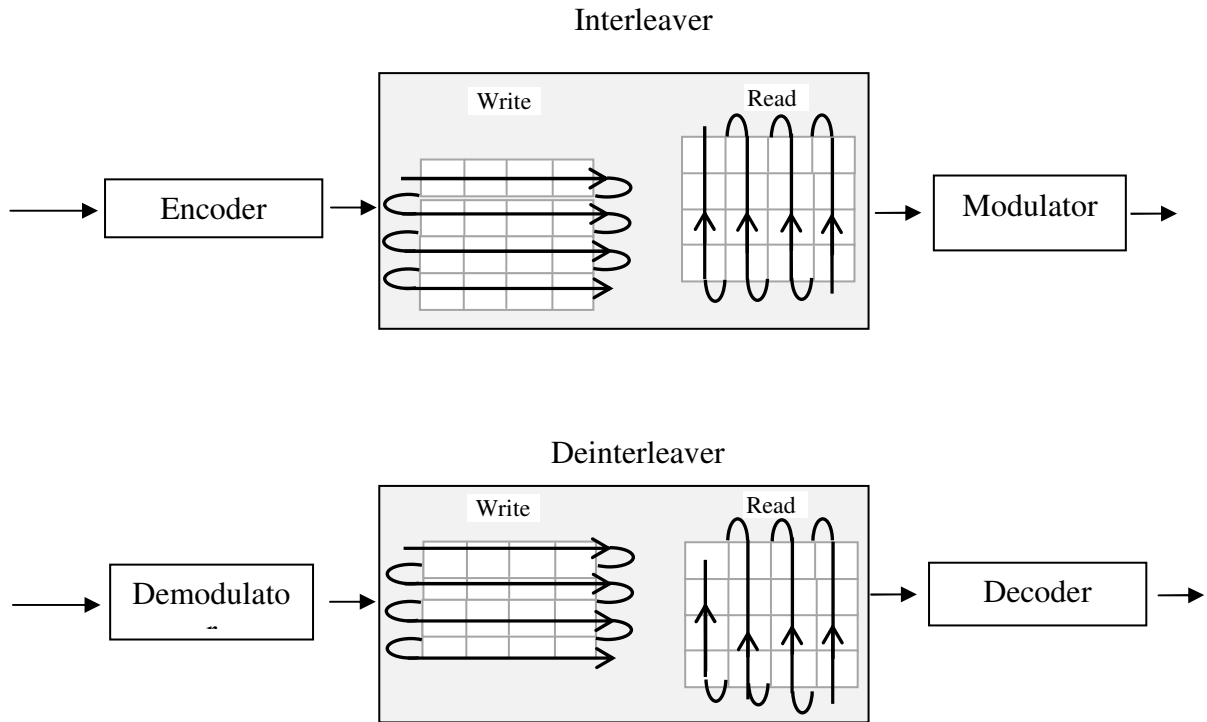 Interleaver
Write
Read
Encoder
Modulator
Deinterleaver
Write
Read
Demodulato
Decoder